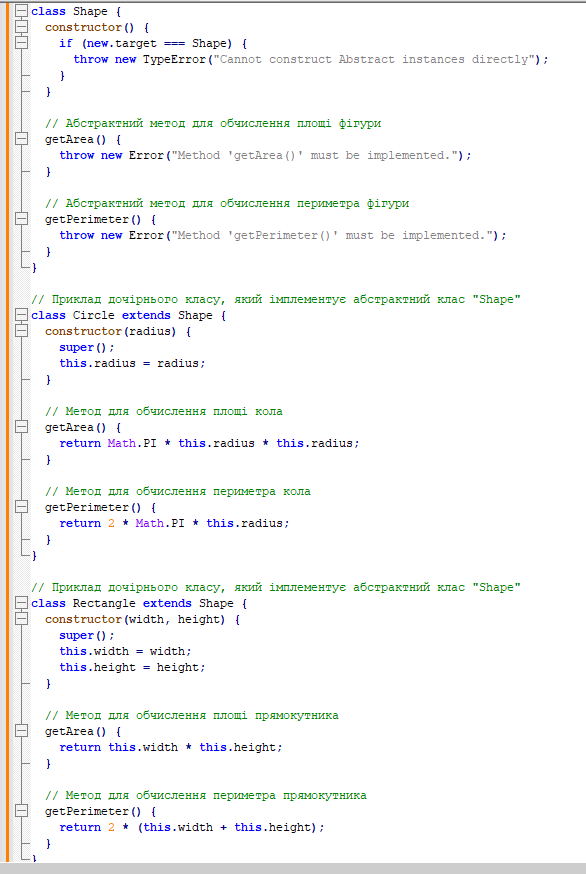 class Shape {
  constructor() {
    if (new.target === Shape) {
      throw new TypeError("Cannot construct Abstract instances directly");
    }
  }

  // Абстрактний метод для обчислення площі фігури
  getArea() {
    throw new Error("Method 'getArea()' must be implemented.");
  }

  // Абстрактний метод для обчислення периметра фігури
  getPerimeter() {
    throw new Error("Method 'getPerimeter()' must be implemented.");
  }
}

// Приклад дочірнього класу, який імплементує абстрактний клас "Shape"
class Circle extends Shape {
  constructor(radius) {
    super();
    this.radius = radius;
  }

  // Метод для обчислення площі кола
  getArea() {
    return Math.PI * this.radius * this.radius;
  }

  // Метод для обчислення периметра кола
  getPerimeter() {
    return 2 * Math.PI * this.radius;
  }
}

// Приклад дочірнього класу, який імплементує абстрактний клас "Shape"
class Rectangle extends Shape {
  constructor(width, height) {
    super();
    this.width = width;
    this.height = height;
  }

  // Метод для обчислення площі прямокутника
  getArea() {
    return this.width * this.height;
  }

  // Метод для обчислення периметра прямокутника
  getPerimeter() {
    return 2 * (this.width + this.height);
  }
}